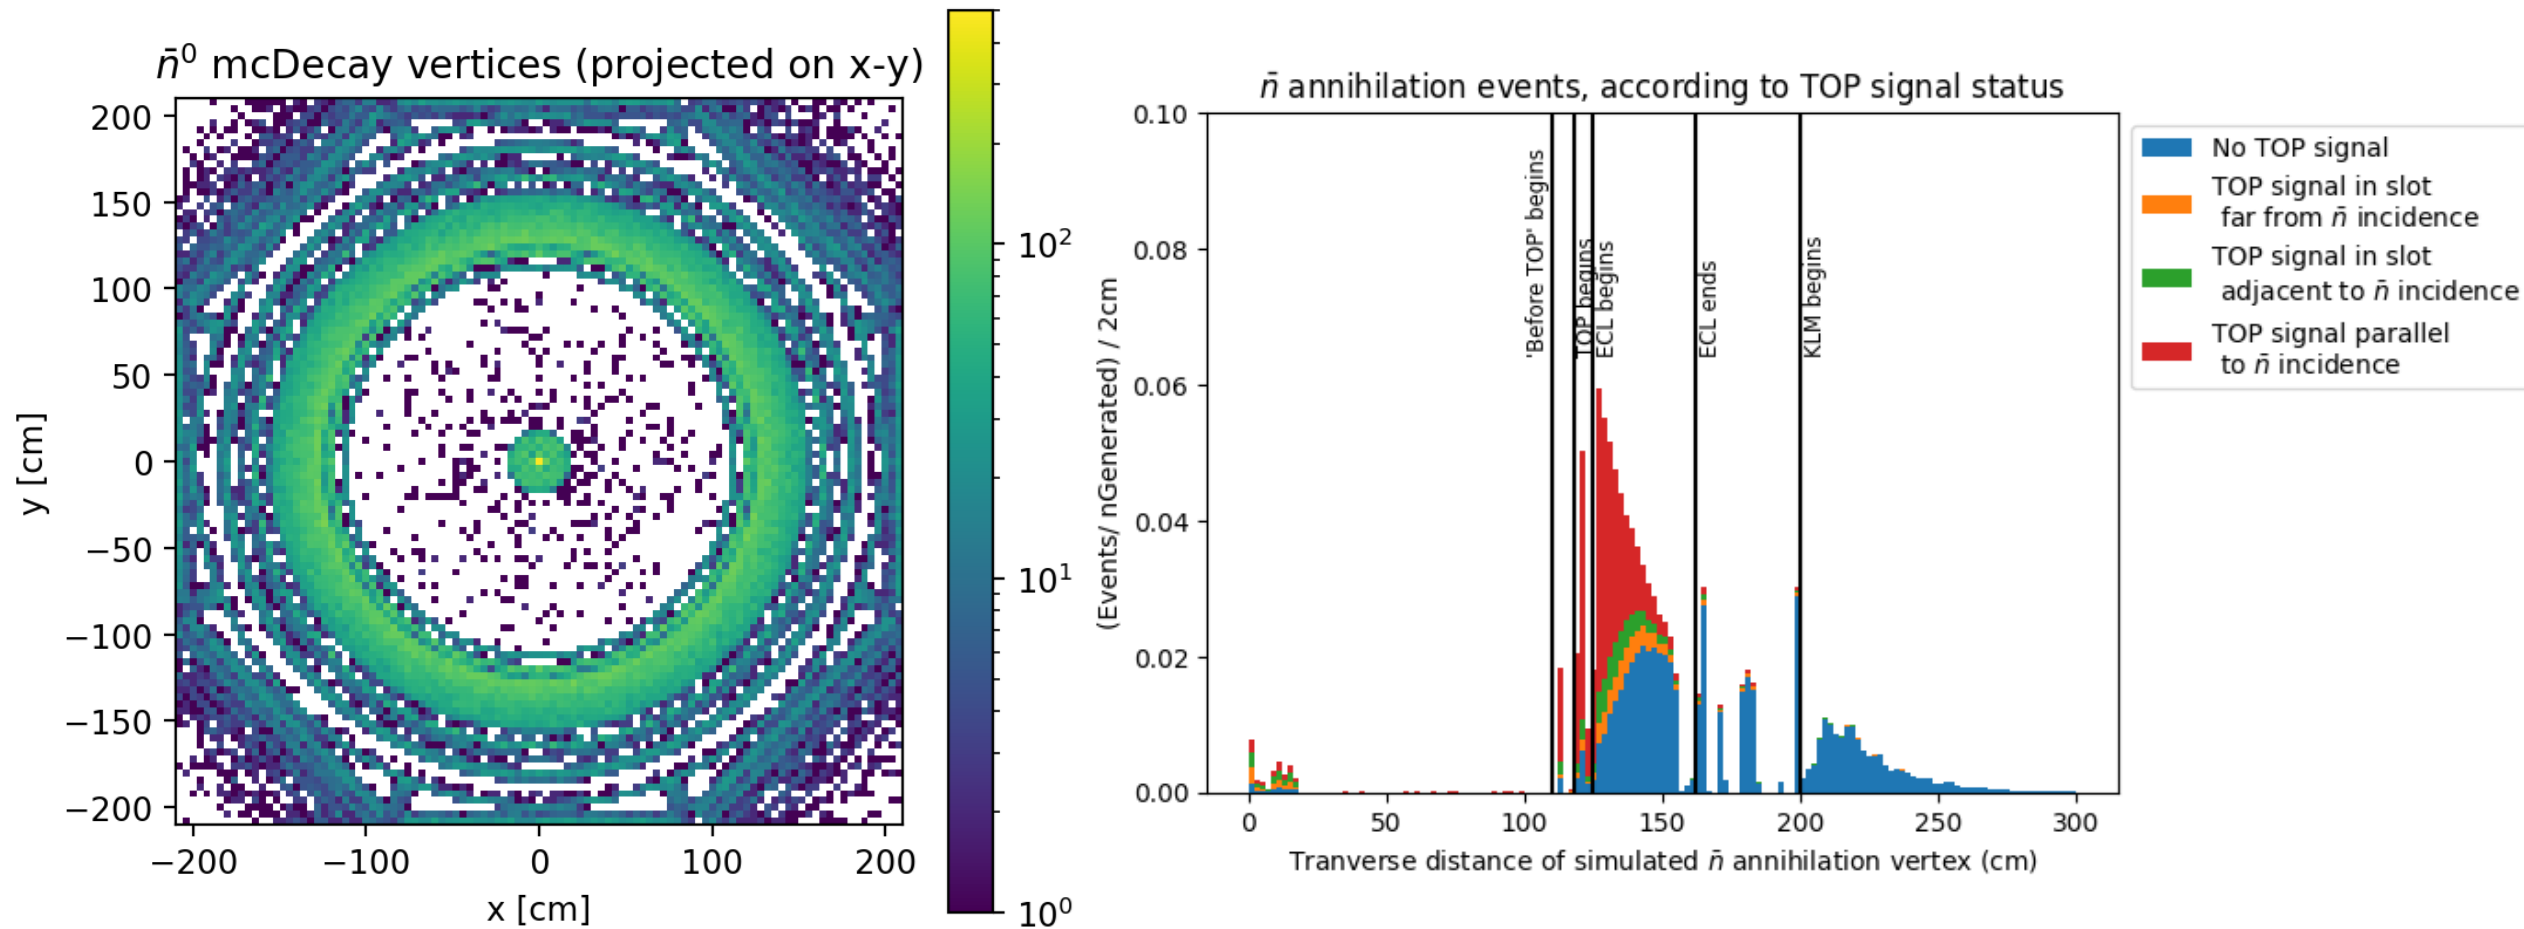 n̄⁰ mcDecay vertices (projected on x-y)
200
150
100
50
0
−50
−100
−150
−200
y [cm]
−200 −100 0 100 200
x [cm]
10²
10¹
10⁰
n̄ annihilation events, according to TOP signal status
0.10
0.08
0.06
0.04
0.02
0.00
(Events/ nGenerated) / 2cm
'Before TOP' begins
TOP begins
ECL begins
ECL ends
KLM begins
0 50 100 150 200 250 300
Tranverse distance of simulated n̄ annihilation vertex (cm)
No TOP signal
TOP signal in slot
far from n̄ incidence
TOP signal in slot
adjacent to n̄ incidence
TOP signal parallel
to n̄ incidence